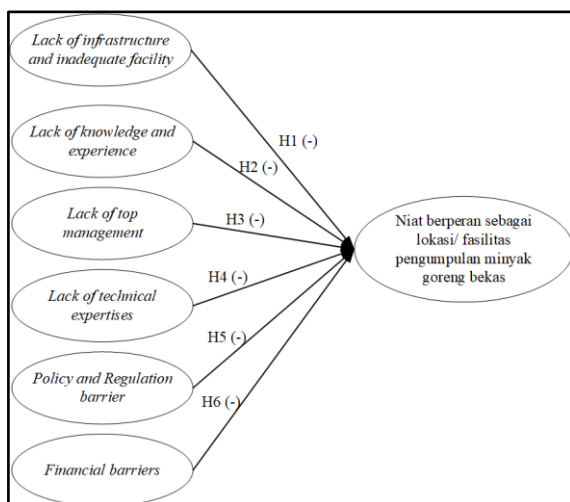 Lack of infrastructure
and inadequate facility
H1 (-)
Lack of knowledge and
experience
H2 (-)
Lack of top
management
H3 (-)
Niat berperan sebagai
lokasi/ fasilitas
pengumpulan minyak
goreng bekas
Lack of technical
expertises
H4 (-)
Policy and Regulation
barrier
H5 (-)
H6 (-)
Financial barriers